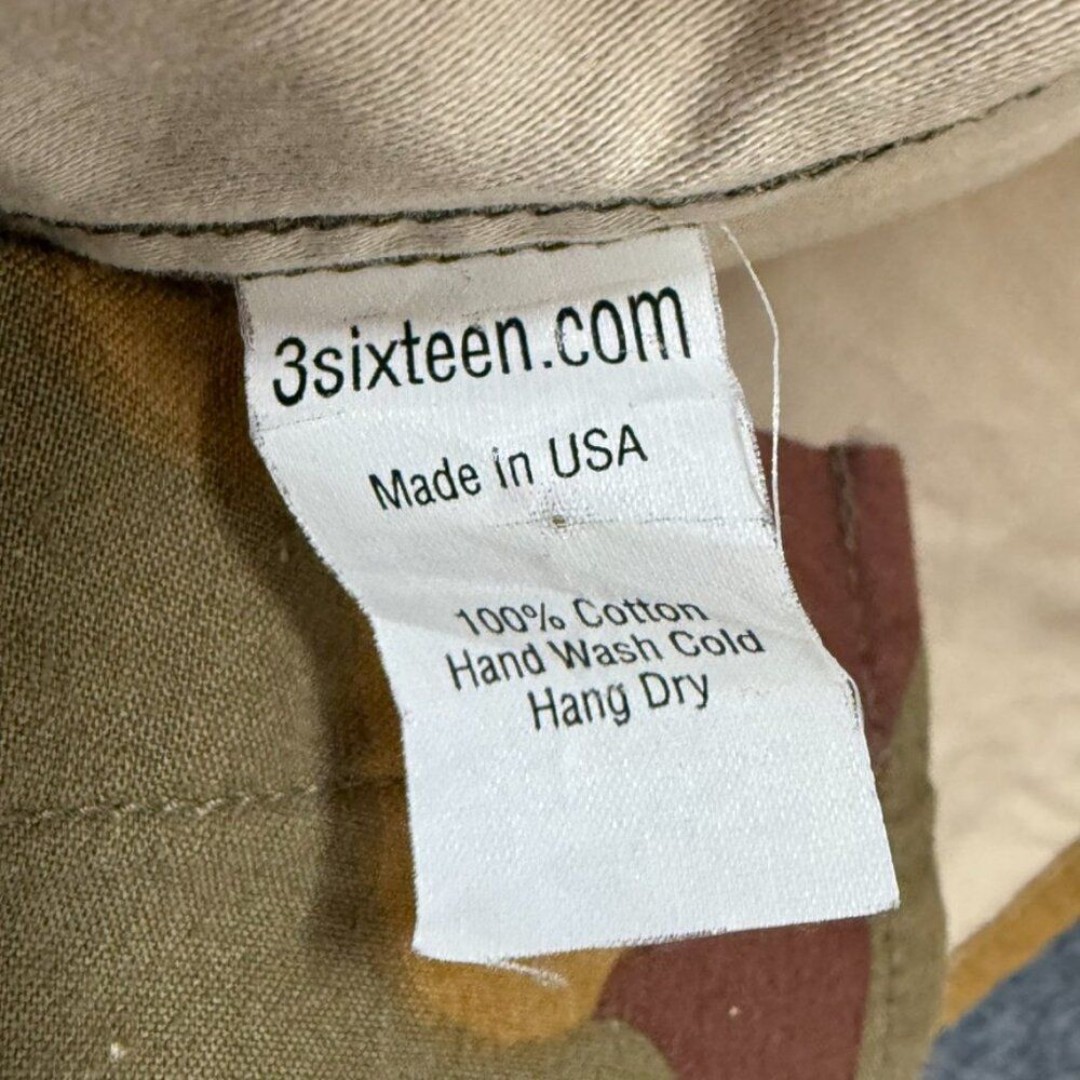 3sixteen.com
Made in USA
100% Cotton
Hand Wash Cold
Hang Dry